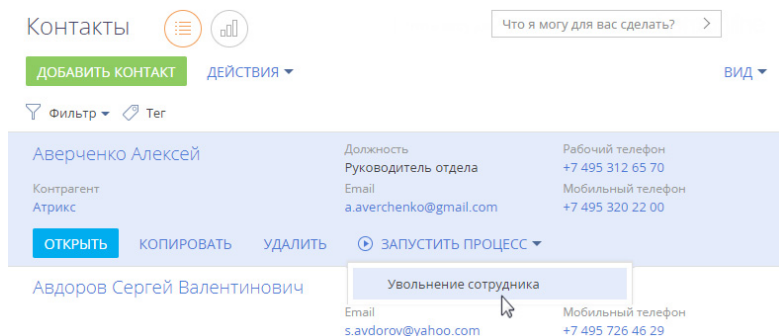 Контакты
Что я могу для вас сделать?
ДОБАВИТЬ КОНТАКТ ДЕЙСТВИЯ ВИД
Фильтр Тег
Аверченко Алексей Должность Рабочий телефон
Руководитель отдела +7 495 312 65 70
Контрагент Email Мобильный телефон
Атрикс a.averchenko@gmail.com +7 495 320 22 00
ОТКРЫТЬ КОПИРОВАТЬ УДАЛИТЬ ЗАПУСТИТЬ ПРОЦЕСС
Увольнение сотрудника
Авдоров Сергей Валентинович
Email Мобильный телефон
s.avdorov@yahoo.com +7 495 726 46 29